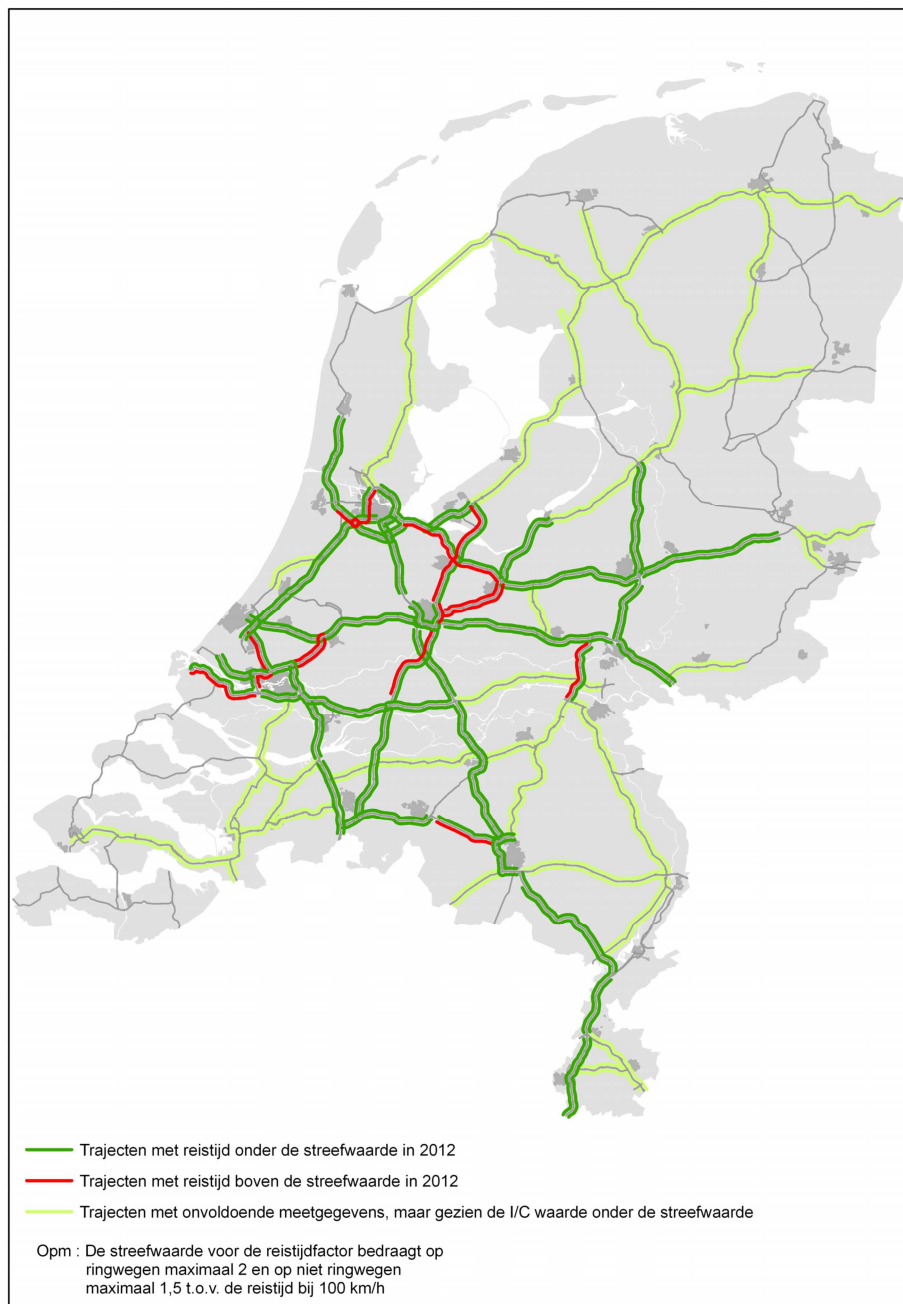 Trajecten met reistijd onder de streefwaarde in 2012
Trajecten met reistijd boven de streefwaarde in 2012
Trajecten met onvoldoende meetgegevens, maar gezien de I/C waarde onder de streefwaarde
Opm : De streefwaarde voor de reistijdfactor bedraagt op
ringwegen maximaal 2 en op niet ringwegen
maximaal 1,5 t.o.v. de reistijd bij 100 km/h